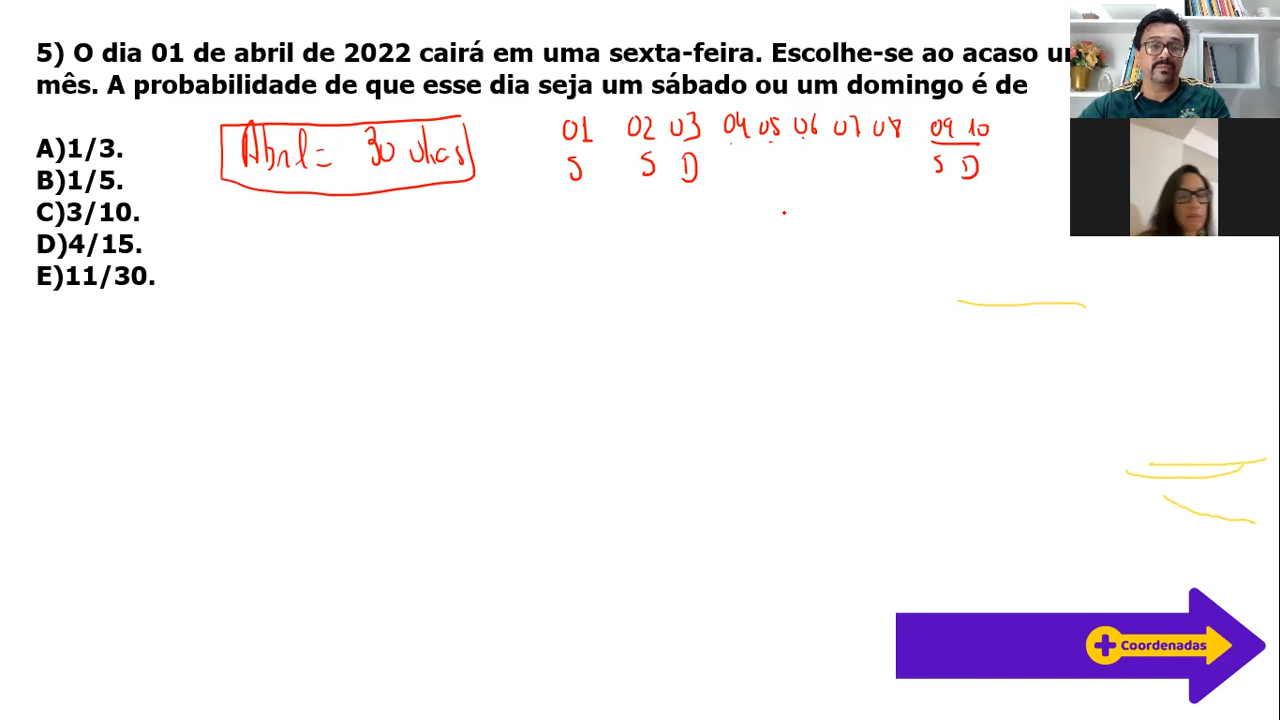 5) O dia 01 de abril de 2022 cairá em uma sexta-feira. Escolhe-se ao acaso
mês. A probabilidade de que esse dia seja um sábado ou um domingo é de
Abril = 30 dias
01 02 03 04 05 06 07 08 09 10
S S D S D
A)1/3.
B)1/5.
C)3/10.
D)4/15.
E)11/30.
+ Coordenadas